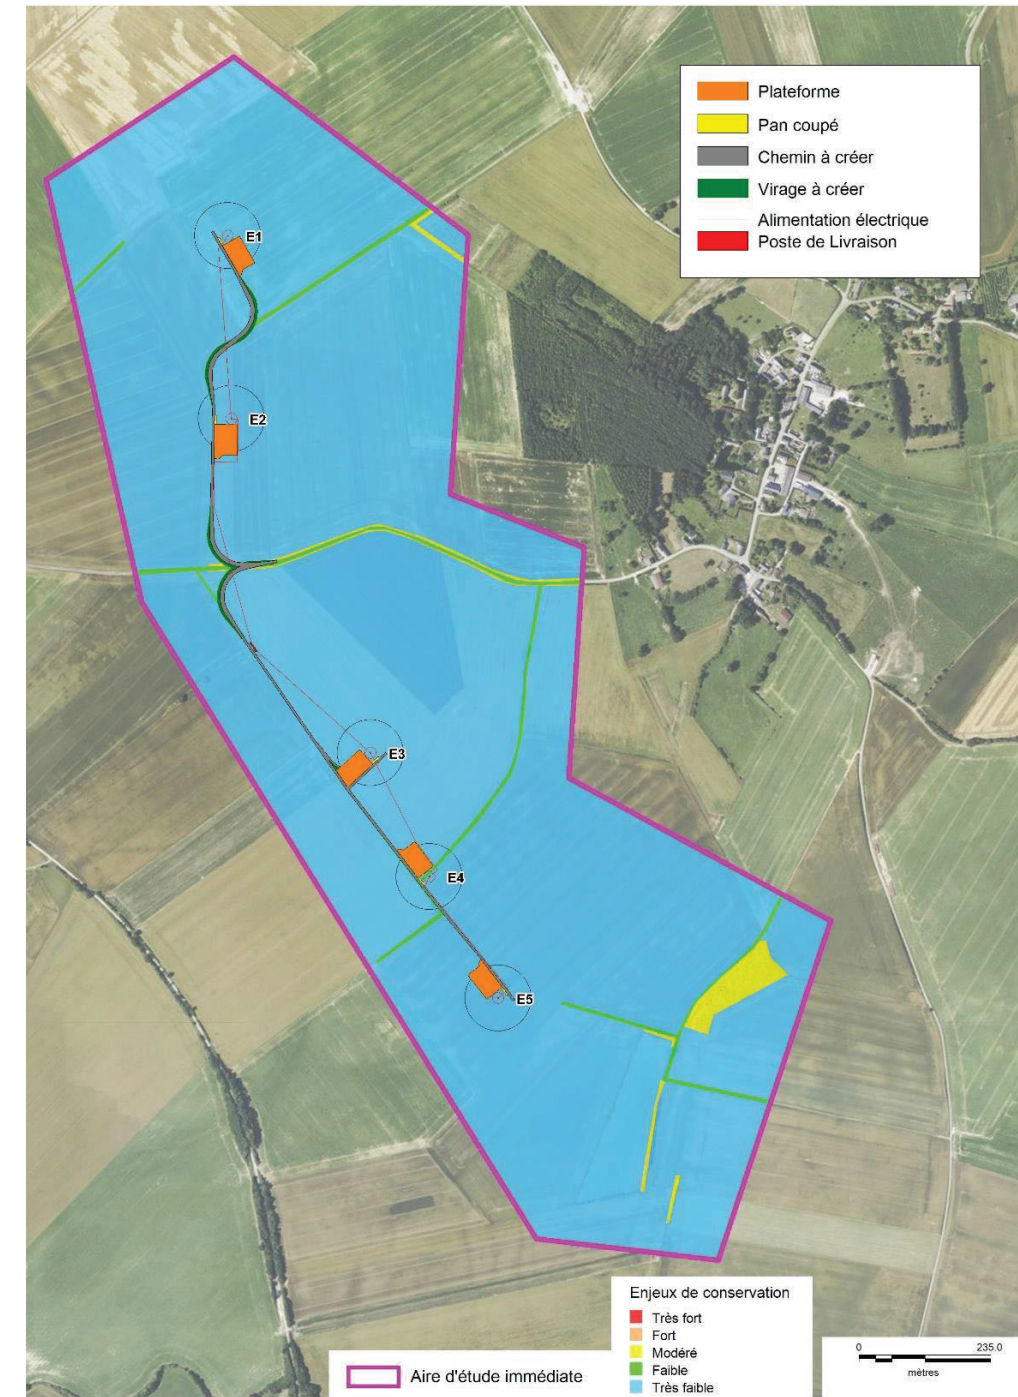 Plateforme
Pan coupé
Chemin à créer
Virage à créer
Alimentation électrique
Poste de Livraison
E1
E2
E3
E4
E5
Enjeux de conservation
Très fort
Fort
Modéré
Faible
Très faible
Aire d'étude immédiate
0 235.0
mètres